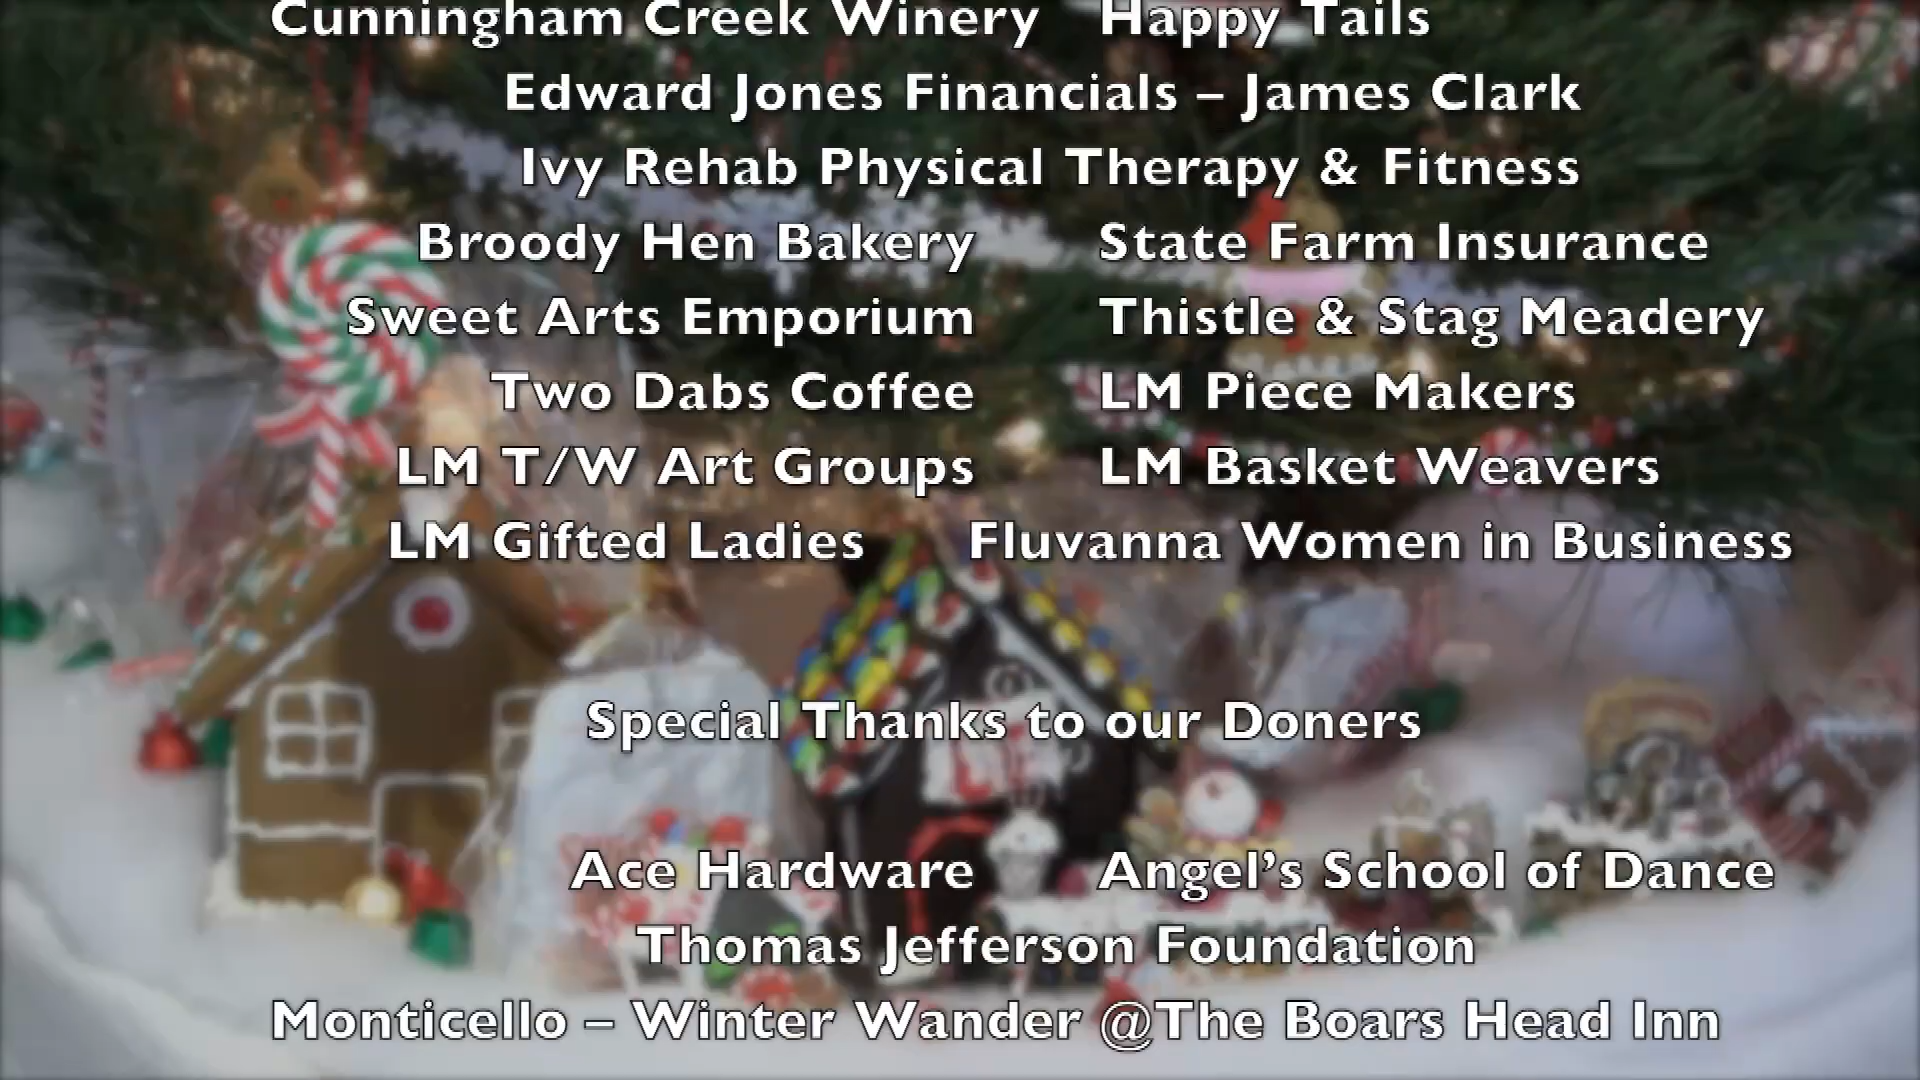 Cunningham Creek Winery Happy Tails
Edward Jones Financials – James Clark
Ivy Rehab Physical Therapy & Fitness
Broody Hen Bakery State Farm Insurance
Sweet Arts Emporium Thistle & Stag Meadery
Two Dabs Coffee LM Piece Makers
LM T/W Art Groups LM Basket Weavers
LM Gifted Ladies Fluvanna Women in Business
Special Thanks to our Doners
Ace Hardware Angel’s School of Dance
Thomas Jefferson Foundation
Monticello – Winter Wander @The Boars Head Inn